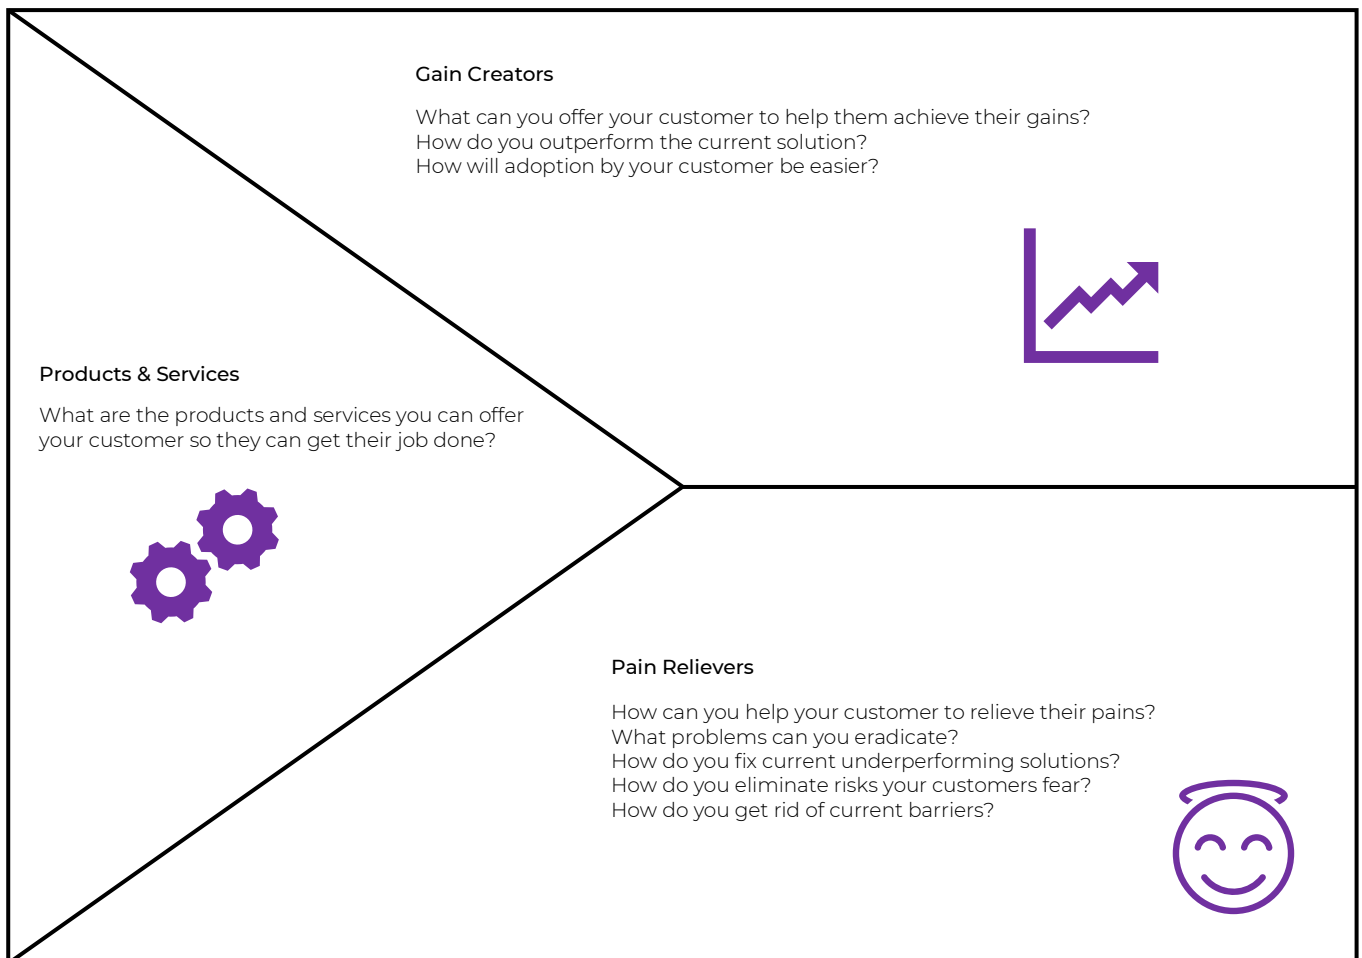 Gain Creators
What can you offer your customer to help them achieve their gains?
How do you outperform the current solution?
How will adoption by your customer be easier?
Products & Services
What are the products and services you can offer
your customer so they can get their job done?
Pain Relievers
How can you help your customer to relieve their pains?
What problems can you eradicate?
How do you fix current underperforming solutions?
How do you eliminate risks your customers fear?
How do you get rid of current barriers?